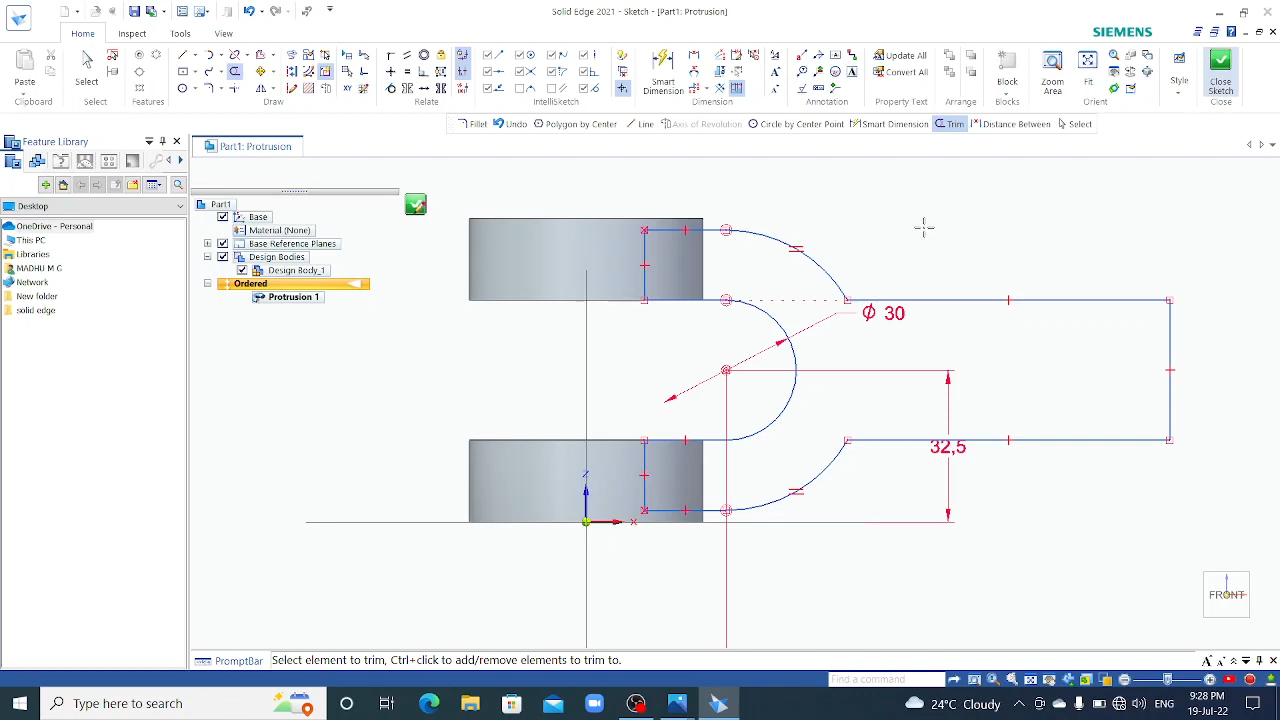 Solid Edge 2021 - Sketch - [Part1: Protrusion]
Home Inspect Tools View
SIEMENS
Paste
Clipboard
Select
Select
Features
Draw
Relate
IntelliSketch
Smart
Dimension
Dimension
Annotation
Update All
Convert All
Property Text
Arrange
Block
Blocks
Zoom
Area
Fit
Orient
Style
Style
Close
Sketch
Close
Fillet Undo Polygon by Center Line Axis of Revolution Circle by Center Point Smart Dimension Trim Distance Between Select
Feature Library
Part1: Protrusion
Desktop
OneDrive - Personal
This PC
Libraries
MADHU M G
Network
New folder
solid edge
Part1
Base
Material (None)
Base Reference Planes
Design Bodies
Design Body_1
Ordered
Protrusion 1
ϕ 30
32,5
Z
X
FRONT
PromptBar
Select element to trim, Ctrl+click to add/remove elements to trim to.
Find a command
Type here to search
24°C Cloudy
ENG
9:28 PM
19-Jul-22